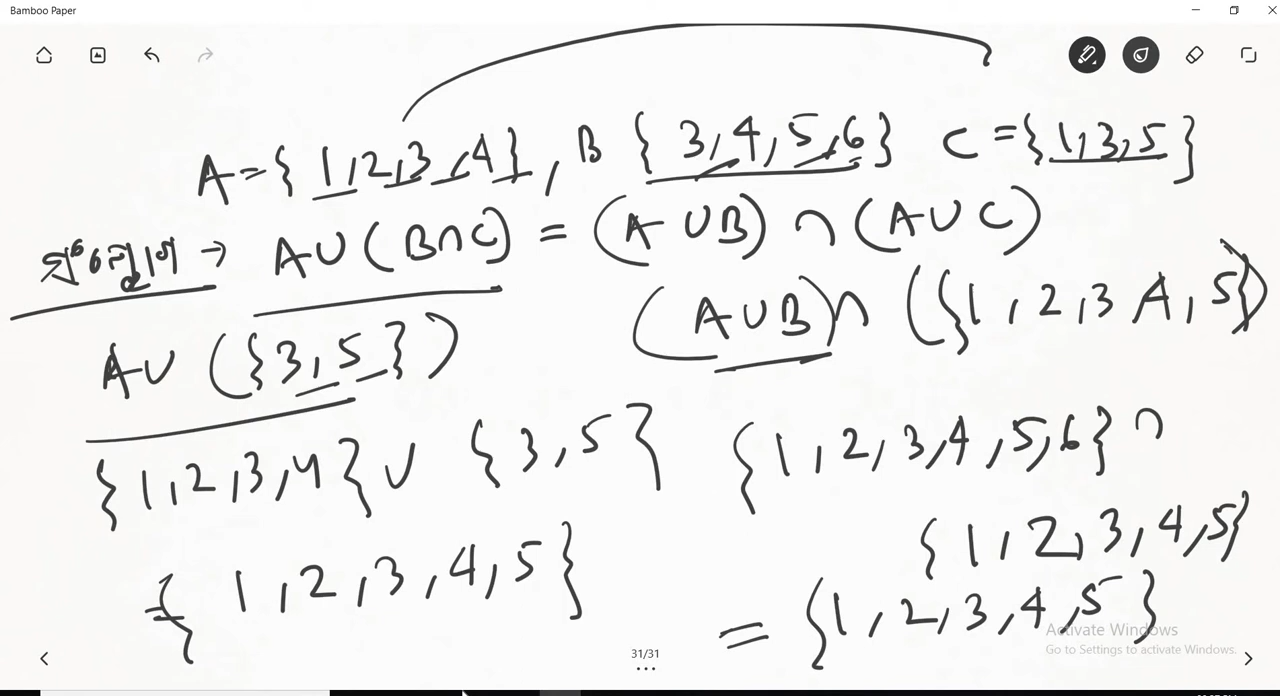 Bamboo Paper
A = { 1, 2, 3, 4 }, B { 3, 4, 5, 6 } C = { 1, 3, 5 }
→ A ∪ ( B ∩ C ) = ( A ∪ B ) ∩ ( A ∪ C )
A ∪ ( { 3, 5 } )
( A ∪ B ) ∩ ( { 1, 2, 3 4, 5 } )
{ 1, 2, 3, 4 } ∪ { 3, 5 }
{ 1, 2, 3, 4, 5, 6 } ∩
{ 1, 2, 3, 4, 5 }
= { 1, 2, 3, 4, 5 }
= { 1, 2, 3, 4, 5 }
Activate Windows
Go to Settings to activate Windows.
31/31